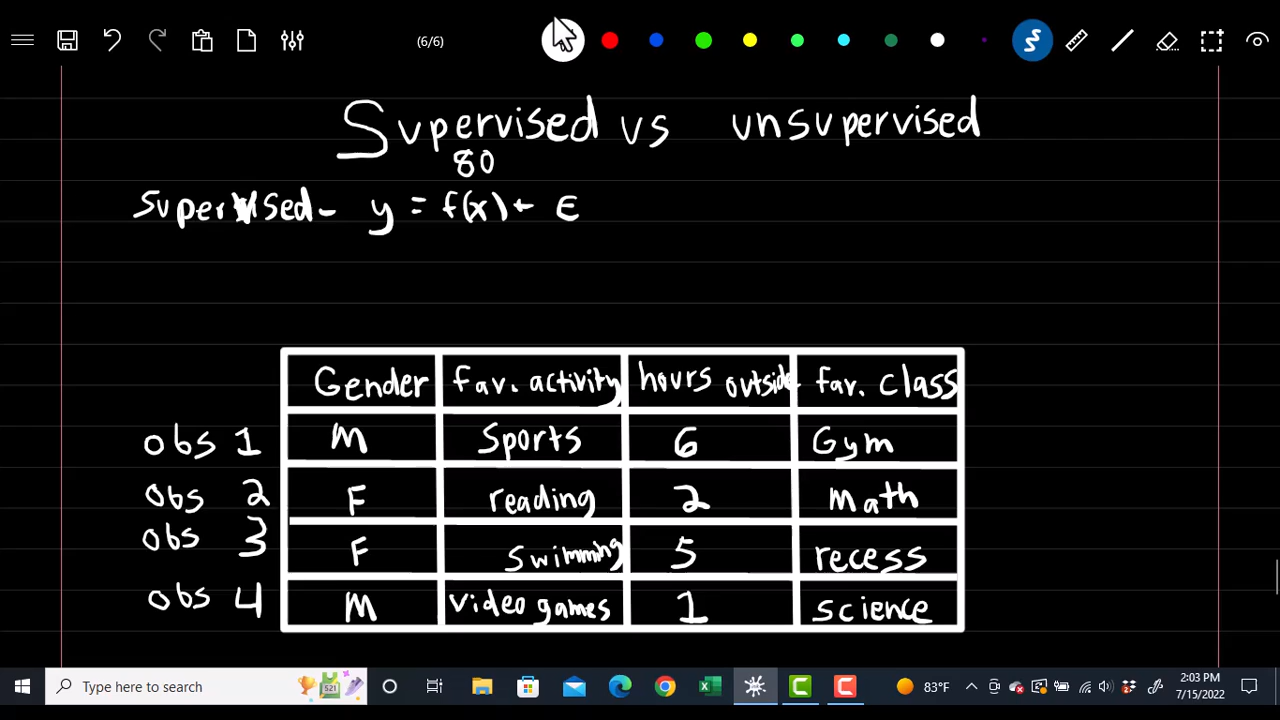 (6/6)
Supervised vs unsupervised
80
Supervised - y = f(x) + ε
Gender fav. activity hours outside fav. class
obs 1 M Sports 6 Gym
obs 2 F reading 2 math
obs 3 F swimming 5 recess
obs 4 M video games 1 science
Type here to search 521 83°F 2:03 PM
7/15/2022